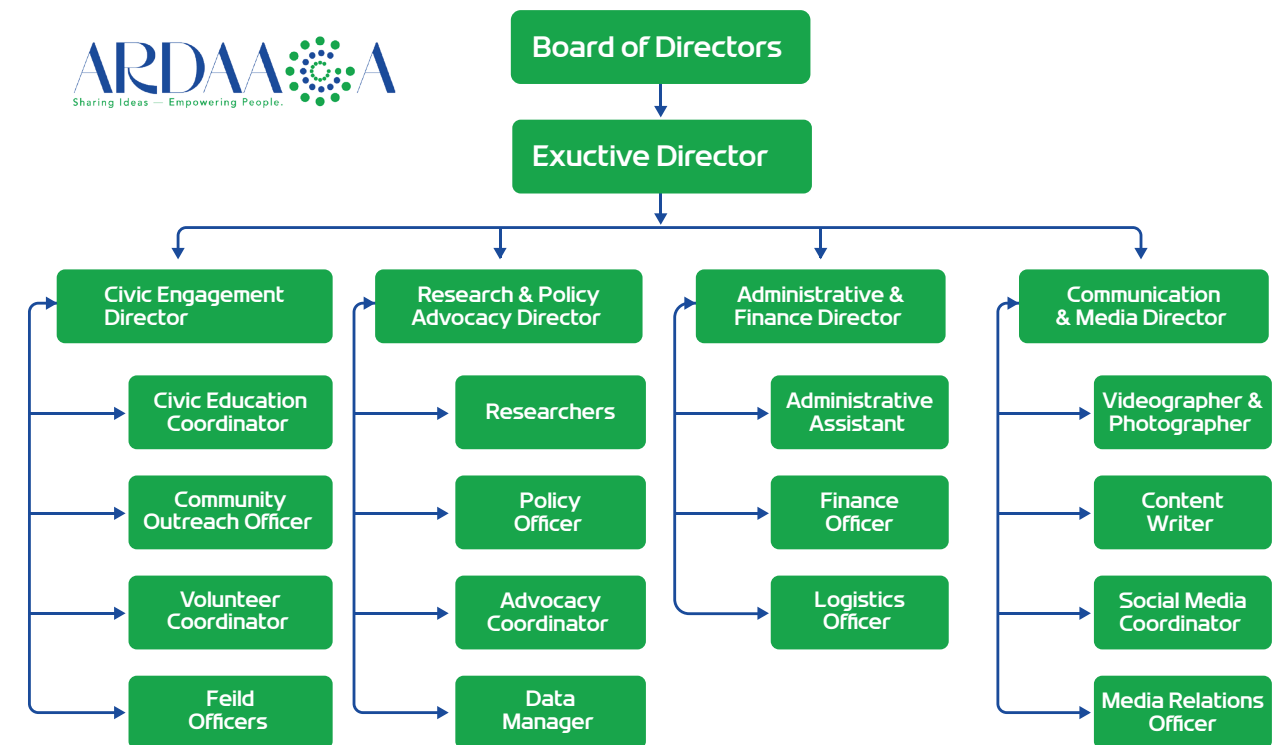 ARDAAGA
Sharing Ideas — Empowering People.
Board of Directors
Exuctive Director
Civic Engagement
Director
Research & Policy
Advocacy Director
Administrative &
Finance Director
Communication
& Media Director
Civic Education
Coordinator
Researchers
Administrative
Assistant
Videographer &
Photographer
Community
Outreach Officer
Policy
Officer
Finance
Officer
Content
Writer
Volunteer
Coordinator
Advocacy
Coordinator
Logistics
Officer
Social Media
Coordinator
Feild
Officers
Data
Manager
Media Relations
Officer